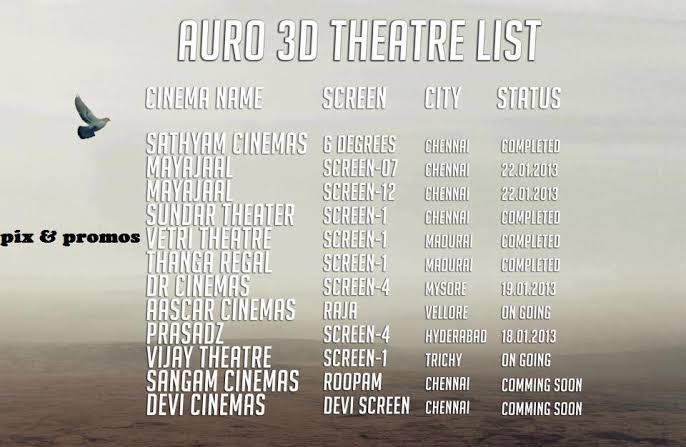 AURO 3D THEATRE LIST
CINEMA NAME SCREEN CITY STATUS
SATHYAM CINEMAS 6 DEGREES CHENNAI COMPLETED
MAYAJAAL SCREEN-07 CHENNAI 22.01.2013
MAYAJAAL SCREEN-12 CHENNAI 22.01.2013
SUNDAR THEATER SCREEN-1 CHENNAI COMPLETED
pix & promos
VETRI THEATRE SCREEN-1 MADURAI COMPLETED
THANGA REGAL SCREEN-1 MADURAI COMPLETED
DR CINEMAS SCREEN-4 MYSORE 19.01.2013
AASCAR CINEMAS RAJA VELLORE ON GOING
PRASADZ SCREEN-4 HYDERABAD 18.01.2013
VIJAY THEATRE SCREEN-1 TRICHY ON GOING
SANGAM CINEMAS ROOPAM CHENNAI COMMING SOON
DEVI CINEMAS DEVI SCREEN CHENNAI COMMING SOON